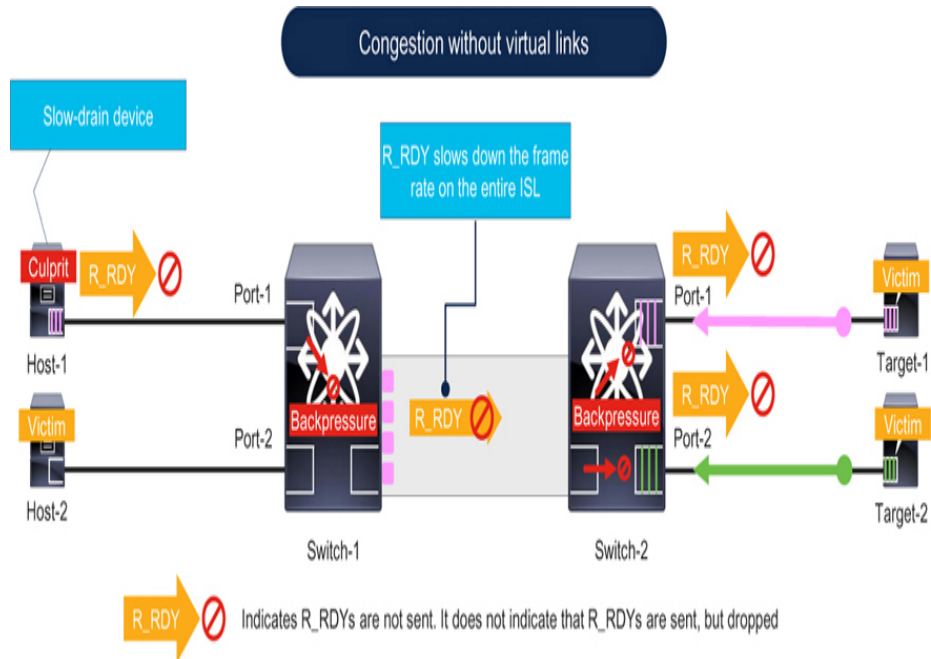 Congestion without virtual links
Slow-drain device
R_RDY slows down the frame
rate on the entire ISL
Culprit
R_RDY
Host-1
Port-1
R_RDY
Port-1
Victim
Target-1
Backpressure
R_RDY
Backpressure
R_RDY
Victim
Host-2
Port-2
Port-2
Victim
Target-2
Switch-1
Switch-2
R_RDY
Indicates R_RDYs are not sent. It does not indicate that R_RDYs are sent, but dropped